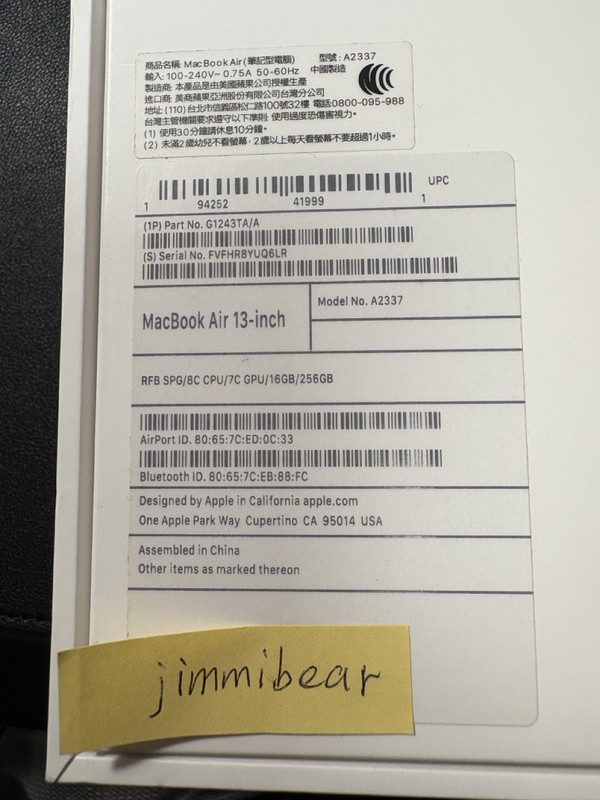 商品名稱: MacBook Air (筆記型電腦) 型號: A2337
輸入: 100-240V~ 0.75A 50-60Hz 中國製造
製造商: 本產品是由美國蘋果公司授權生產
進口商: 美商蘋果亞洲股份有限公司台灣分公司
地址: (110) 台北市信義區松仁路100號32樓 電話:0800-095-988
台灣主管機關要求遵守以下準則 使用過度恐傷害視力。
(1) 使用30分鐘請休息10分鐘。
(2) 未滿2歲幼兒不看螢幕，2歲以上每天看螢幕不要超過1小時。
UPC
1 94252 41999 1
(1P) Part No. G1243TA/A
(S) Serial No. FVFHR8YUQ6LR
MacBook Air 13-inch
Model No. A2337
RFB SPG/8C CPU/7C GPU/16GB/256GB
AirPort ID. 80:65:7C:ED:0C:33
Bluetooth ID. 80:65:7C:EB:88:FC
Designed by Apple in California apple.com
One Apple Park Way Cupertino CA 95014 USA
Assembled in China
Other items as marked thereon
jimmibear